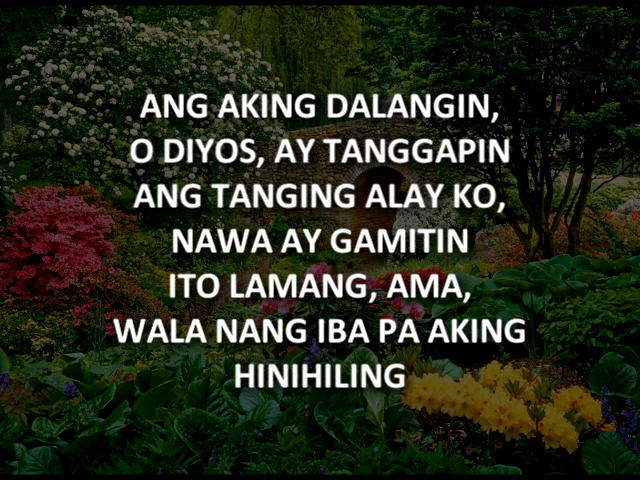 ANG AKING DALANGIN,
O DIYOS, AY TANGGAPIN
ANG TANGING ALAY KO,
NAWA AY GAMITIN
ITO LAMANG, AMA,
WALA NANG IBA PA AKING
HINIHILING